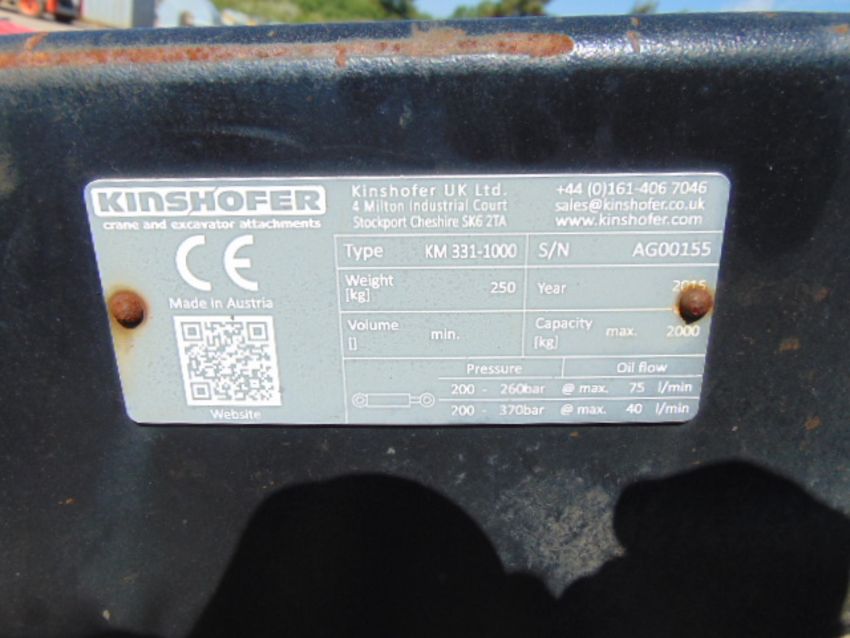 KINSHOFER
crane and excavator attachments
Kinshofer UK Ltd.
4 Milton Industrial Court
Stockport Cheshire SK6 2TA
+44 (0)161-406 7046
sales@kinshofer.co.uk
www.kinshofer.com
CE
Made in Austria
Website
Type KM 331-1000 S/N AG00155
Weight [kg] 250 Year 2015
Volume [l] min. Capacity [kg] max. 2000
Pressure Oil flow
200 - 260bar @ max. 75 l/min
200 - 370bar @ max. 40 l/min